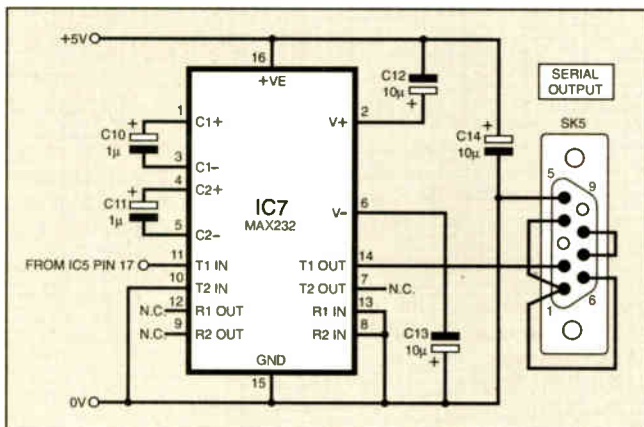 +5V
16
+VE
C12
10µ
+
SERIAL
OUTPUT
SK5
+
C10
1µ
1
C1+
3
C1−
2
V+
+
C14
10µ
+
C11
1µ
4
C2+
5
C2−
IC7
MAX232
6
V−
5
9
FROM IC5 PIN 17
11
T1 IN
14
T1 OUT
10
T2 IN
7
T2 OUT
N.C.
N.C.
12
R1 OUT
13
R1 IN
N.C.
9
R2 OUT
8
R2 IN
1
6
C13
10µ
+
GND
15
0V